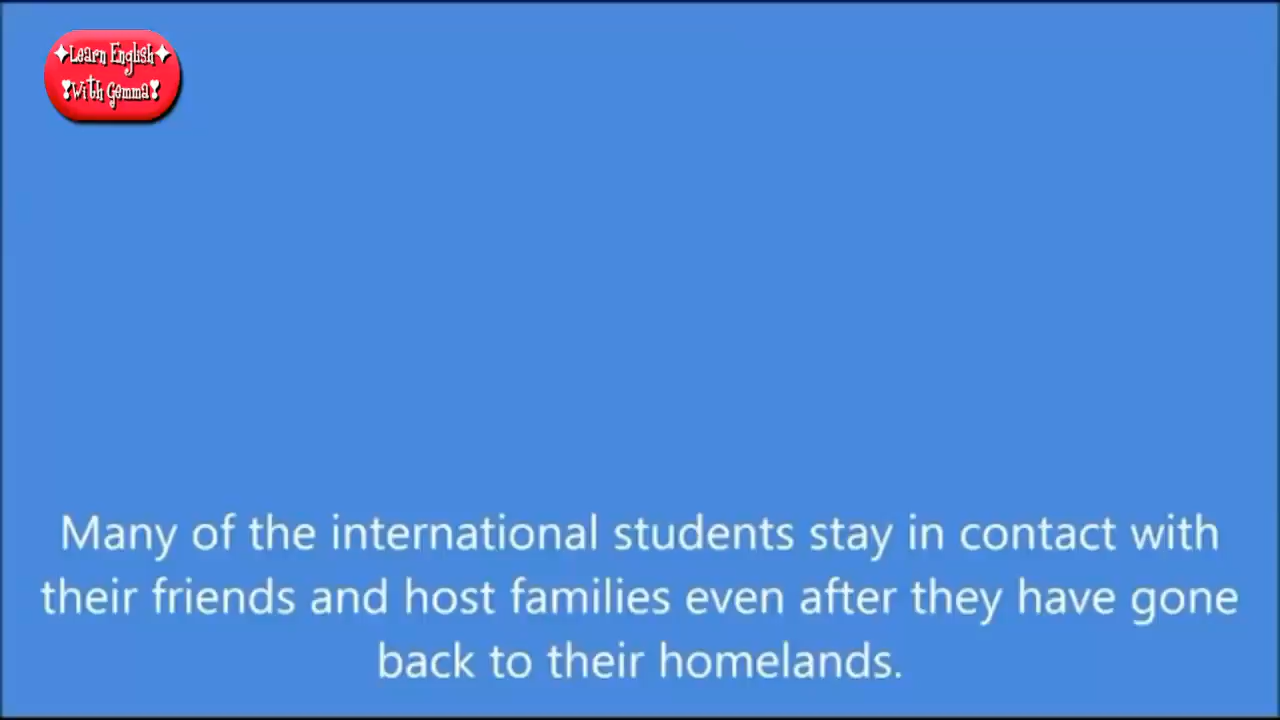 Learn English
With Gemma
Many of the international students stay in contact with
their friends and host families even after they have gone
back to their homelands.